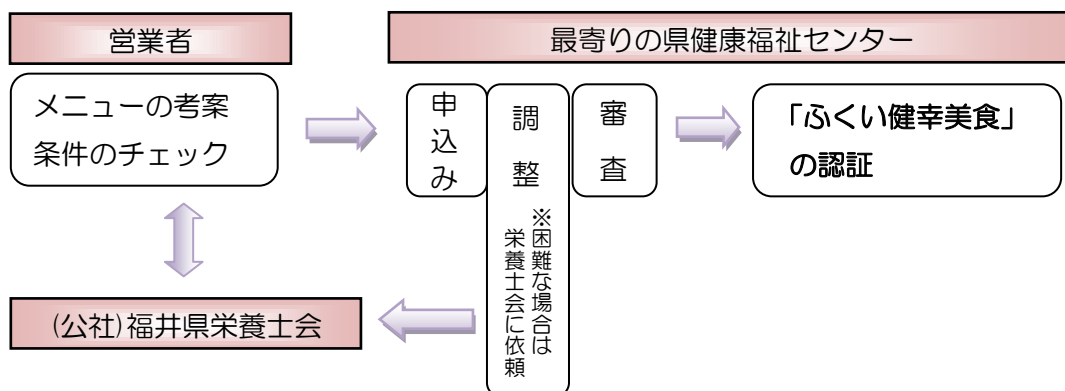 営業者
最寄りの県健康福祉センター
メニューの考案
条件のチェック
申込み
調整
※困難な場合は
栄養士会に依頼
審査
「ふくい健幸美食」
の認証
(公社)福井県栄養士会